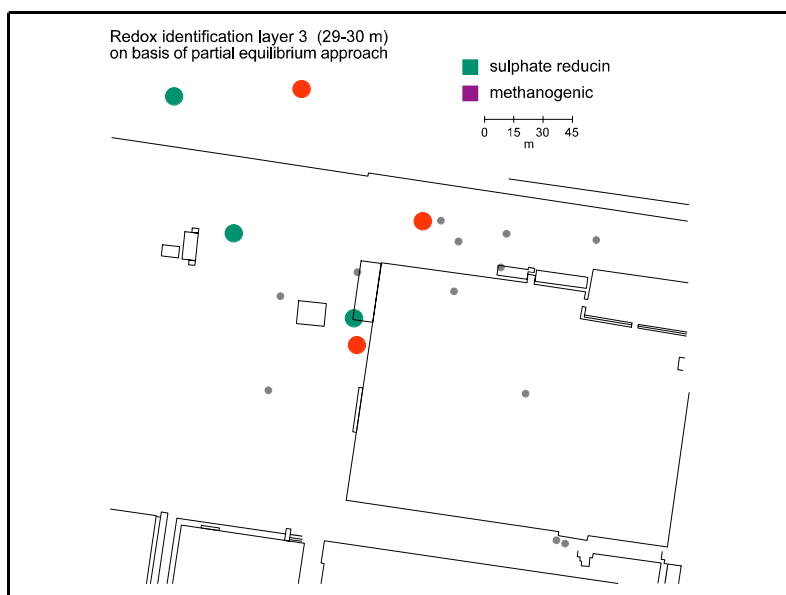 Redox identification layer 3 (29-30 m)
on basis of partial equilibrium approach
sulphate reducin
methanogenic
0 15 30 45
m